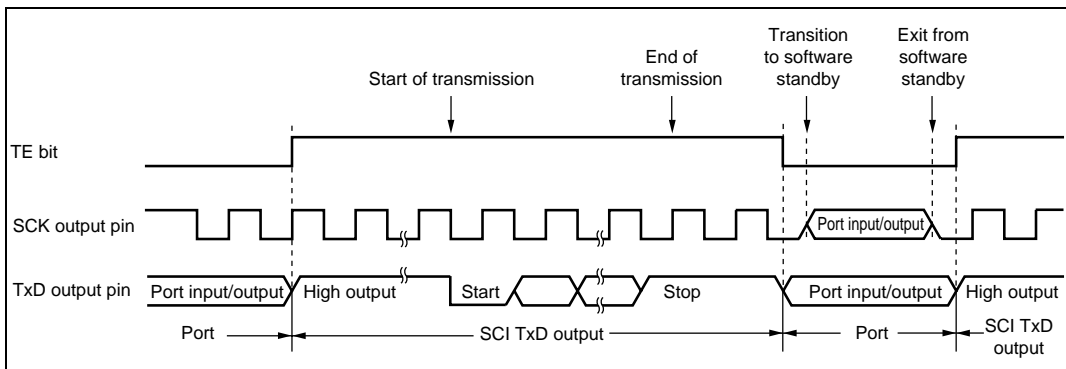 Start of transmission
End of
transmission
Transition
to software
standby
Exit from
software
standby
TE bit
SCK output pin
Port input/output
TxD output pin
Port input/output
High output
Start
Stop
Port input/output
High output
Port
SCI TxD output
Port
SCI TxD
output